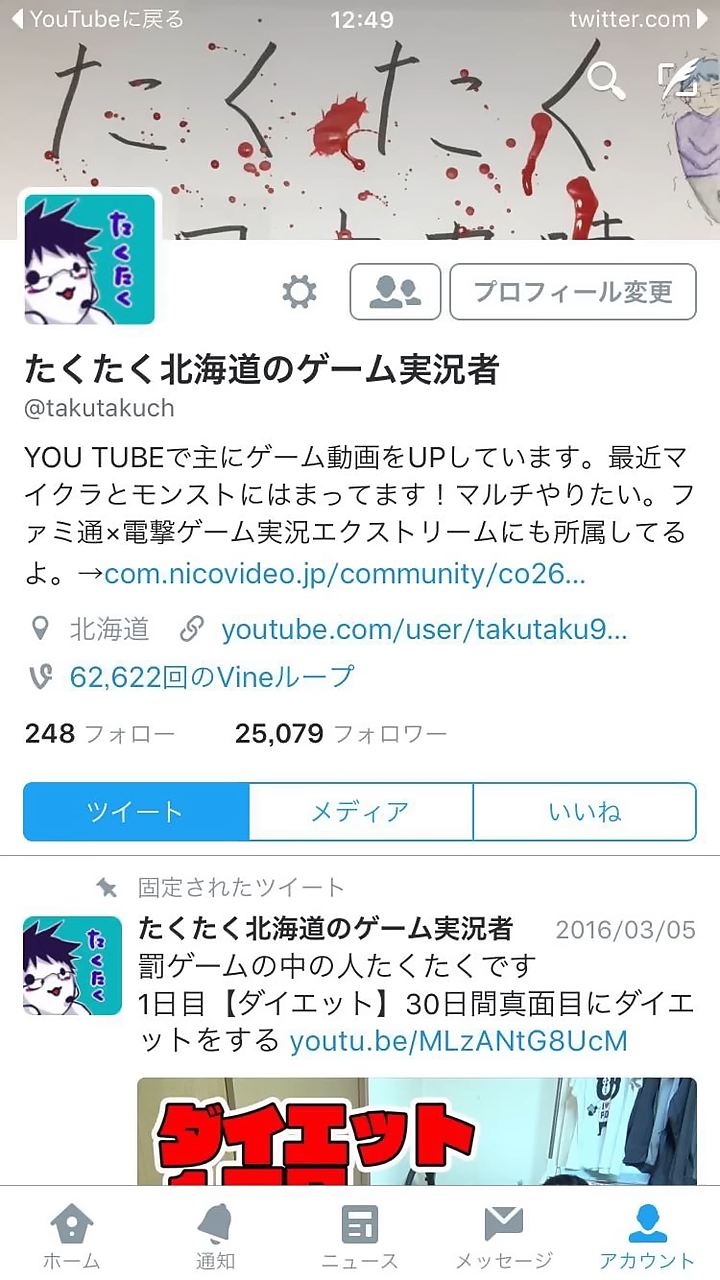 YouTubeに戻る 12:49 twitter.com
たくたく
たくたく
プロフィール変更
たくたく北海道のゲーム実況者
@takutakuch
YOU TUBEで主にゲーム動画をUPしています。最近マ
イクラとモンストにはまってます！マルチやりたい。フ
ァミ通×電撃ゲーム実況エクストリームにも所属してる
よ。→com.nicovideo.jp/community/co26...
北海道 youtube.com/user/takutaku9...
62,622回のVineループ
248 フォロー 25,079 フォロワー
ツイート メディア いいね
固定されたツイート
たくたく北海道のゲーム実況者 2016/03/05
たくたく
罰ゲームの中の人たくたくです
1日目【ダイエット】30日間真面目にダイエ
ットをする youtu.be/MLzANtG8UcM
ダイエット
ホーム 通知 ニュース メッセージ アカウント